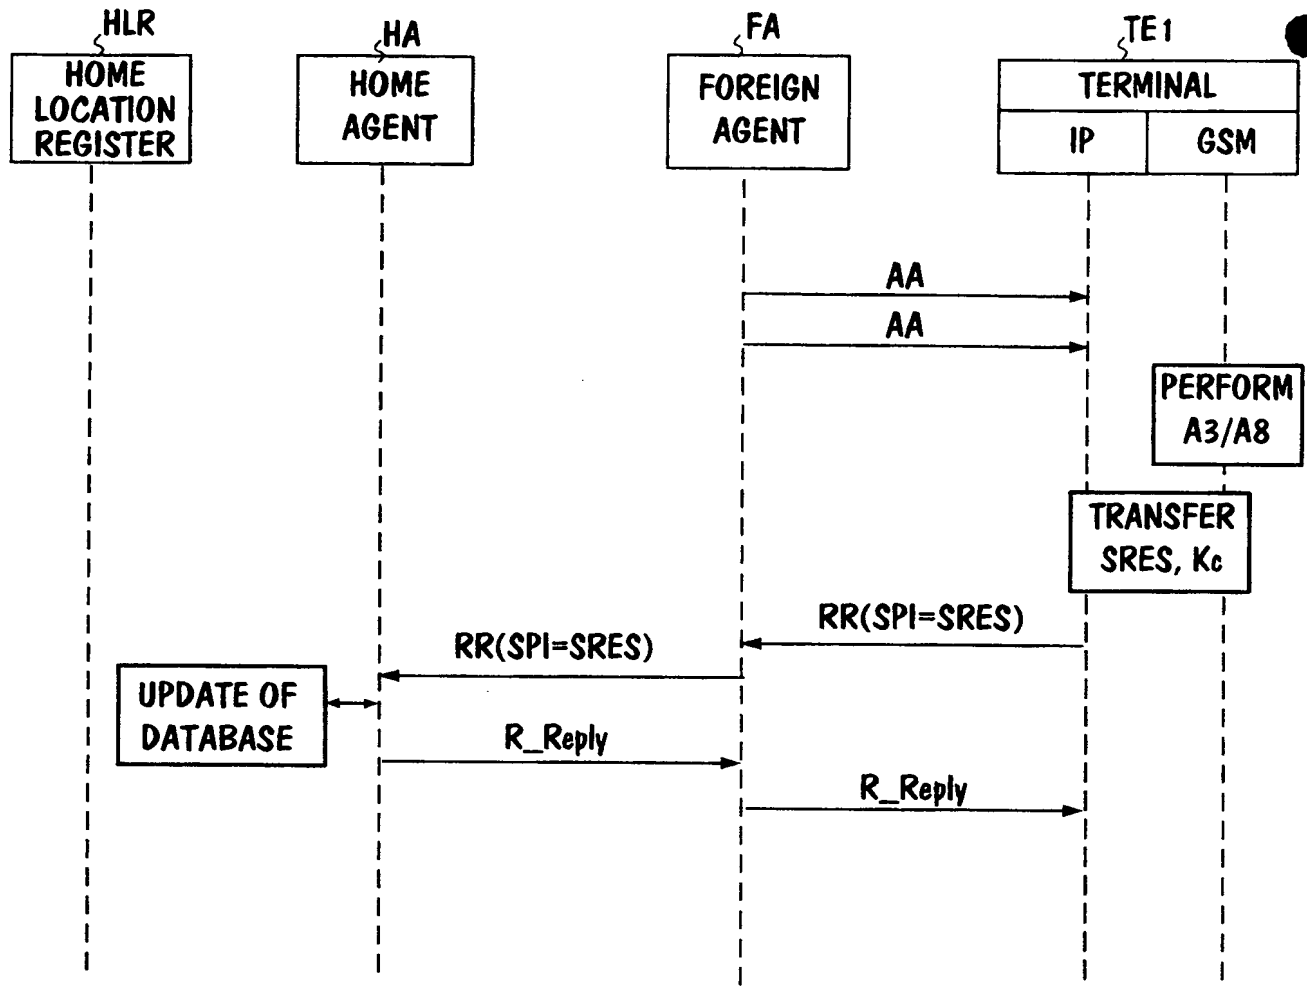 HLR
HA
FA
TE1
HOME
LOCATION
REGISTER
HOME
AGENT
FOREIGN
AGENT
TERMINAL
IP
GSM
AA
AA
PERFORM
A3/A8
TRANSFER
SRES, Kc
RR(SPI=SRES)
RR(SPI=SRES)
UPDATE OF
DATABASE
R_Reply
R_Reply